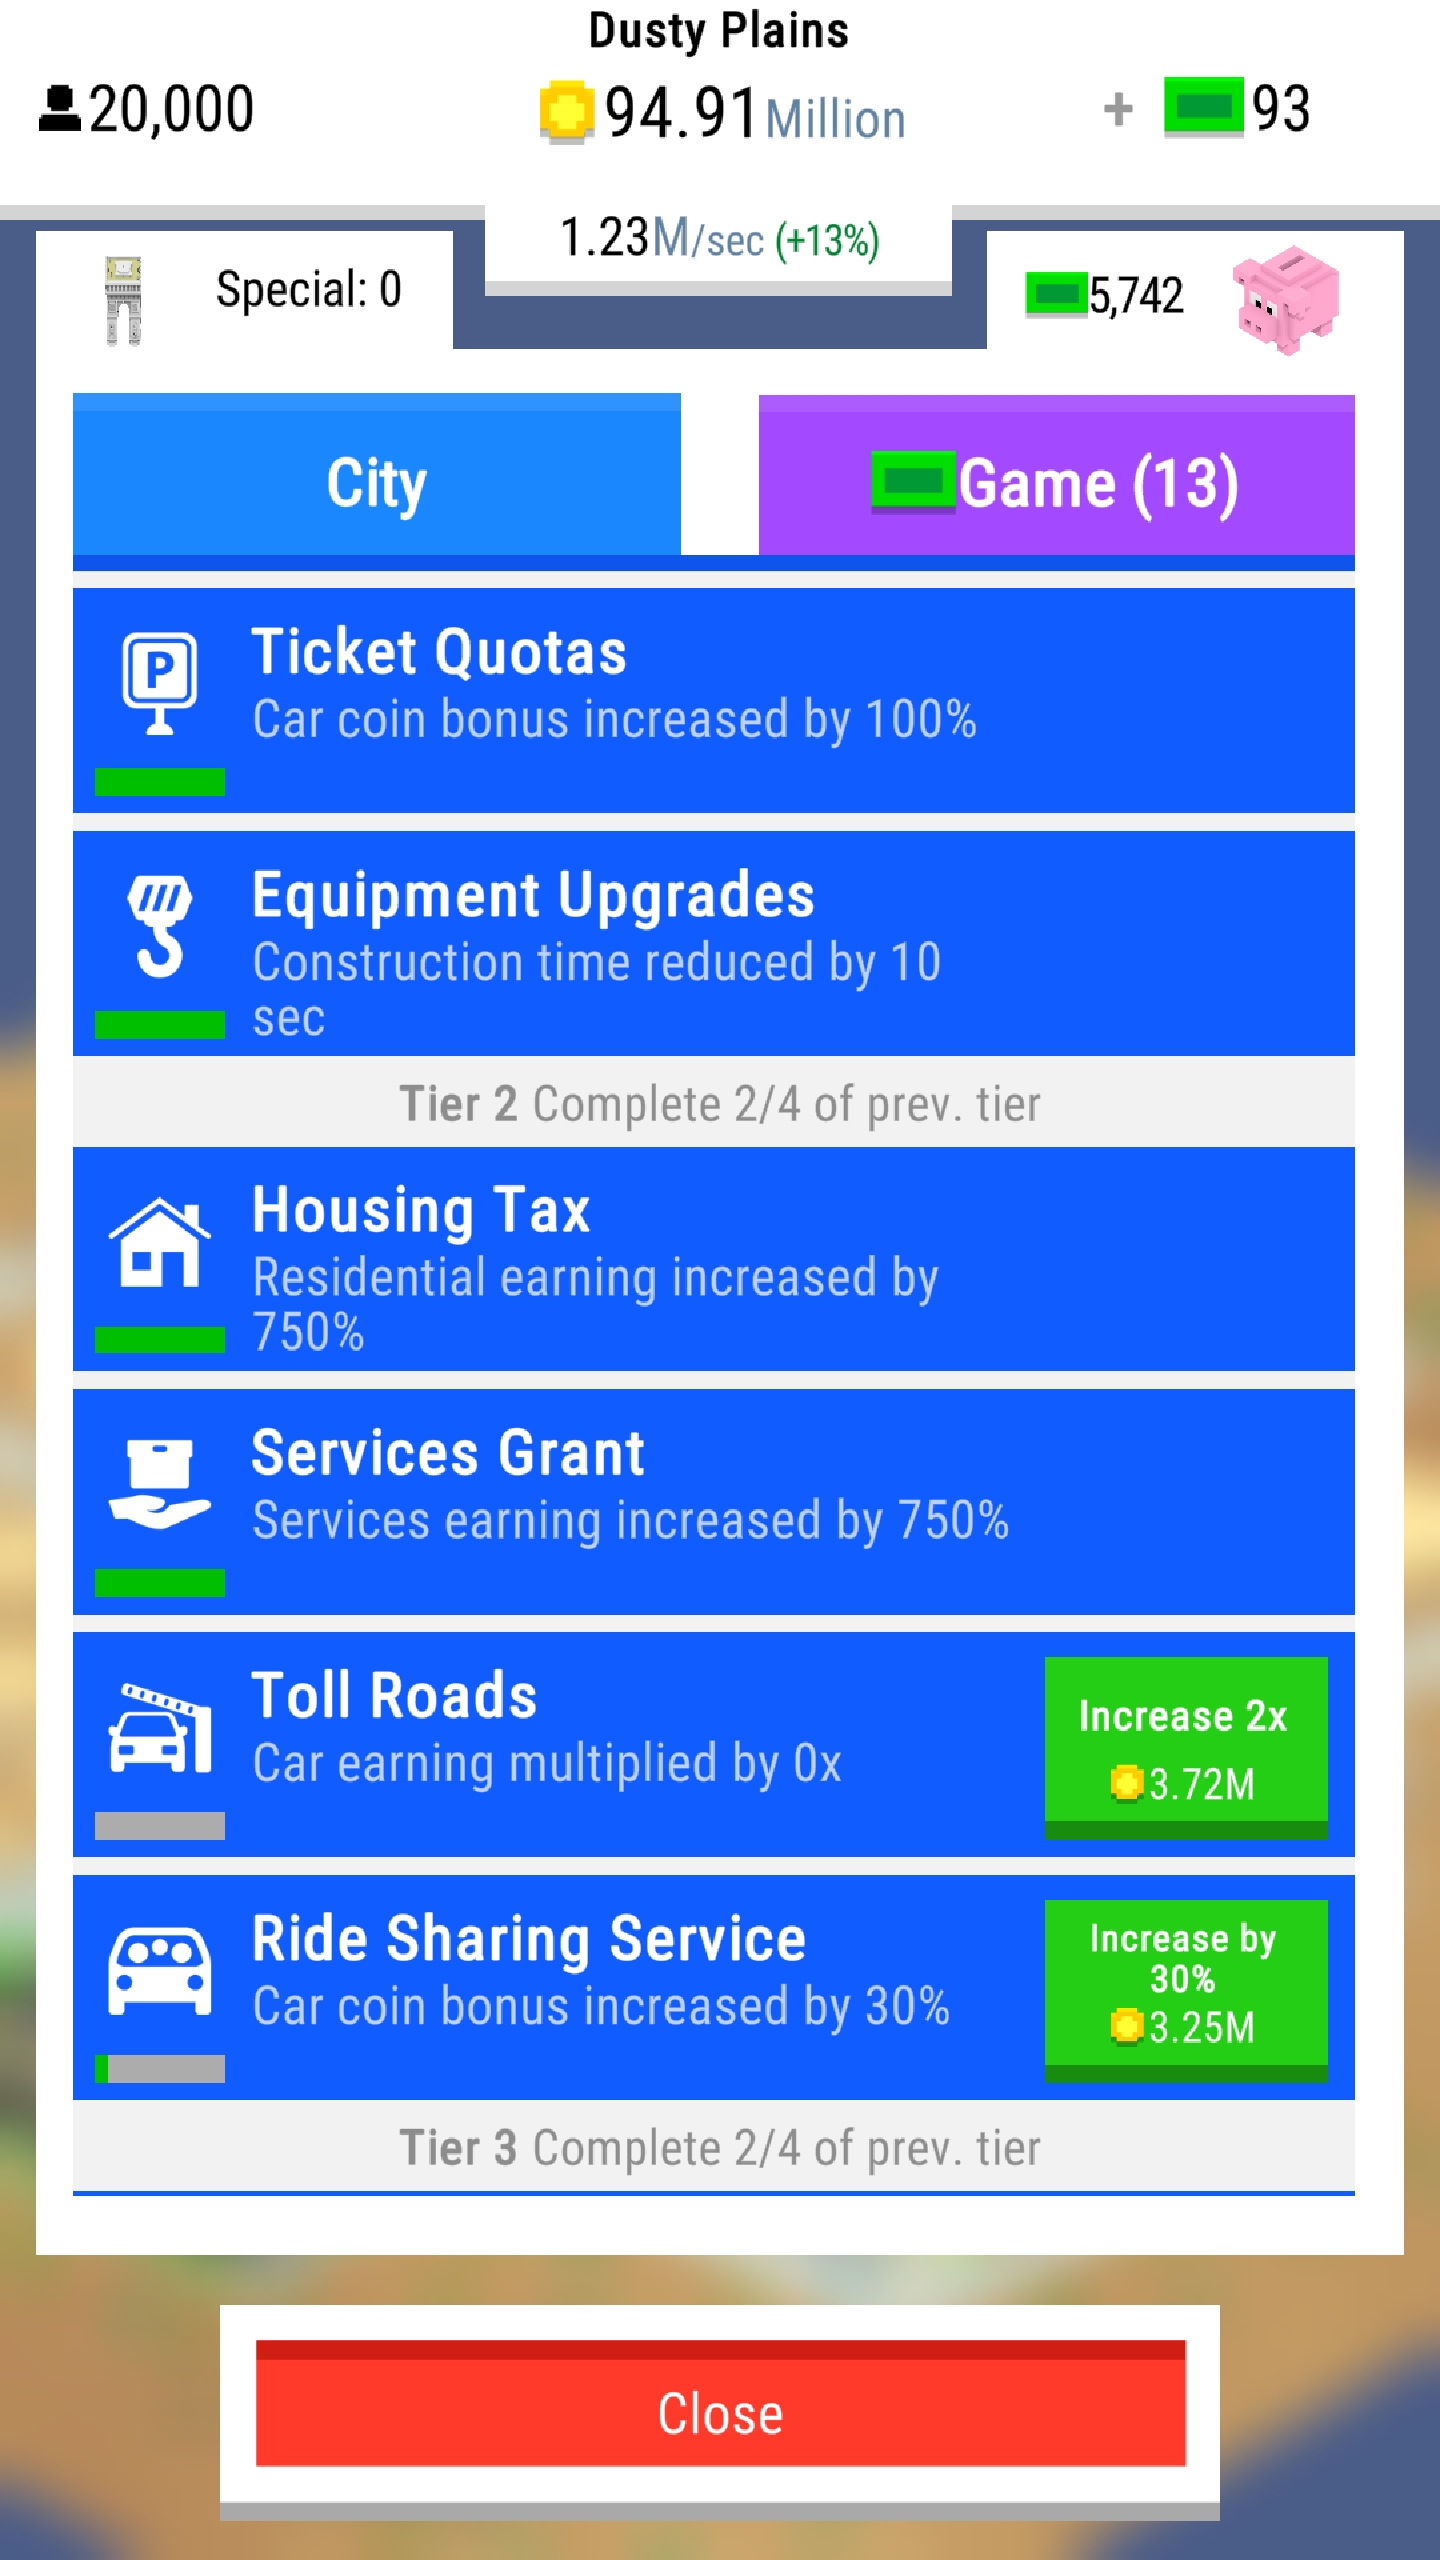 Dusty Plains
20,000
94.91 Million
+ 93
1.23M/sec (+13%)
Special: 0
5,742
City
Game (13)
P
Ticket Quotas
Car coin bonus increased by 100%
Equipment Upgrades
Construction time reduced by 10
sec
Tier 2 Complete 2/4 of prev. tier
Housing Tax
Residential earning increased by
750%
Services Grant
Services earning increased by 750%
Toll Roads
Car earning multiplied by 0x
Increase 2x
3.72M
Ride Sharing Service
Car coin bonus increased by 30%
Increase by
30%
3.25M
Tier 3 Complete 2/4 of prev. tier
Close